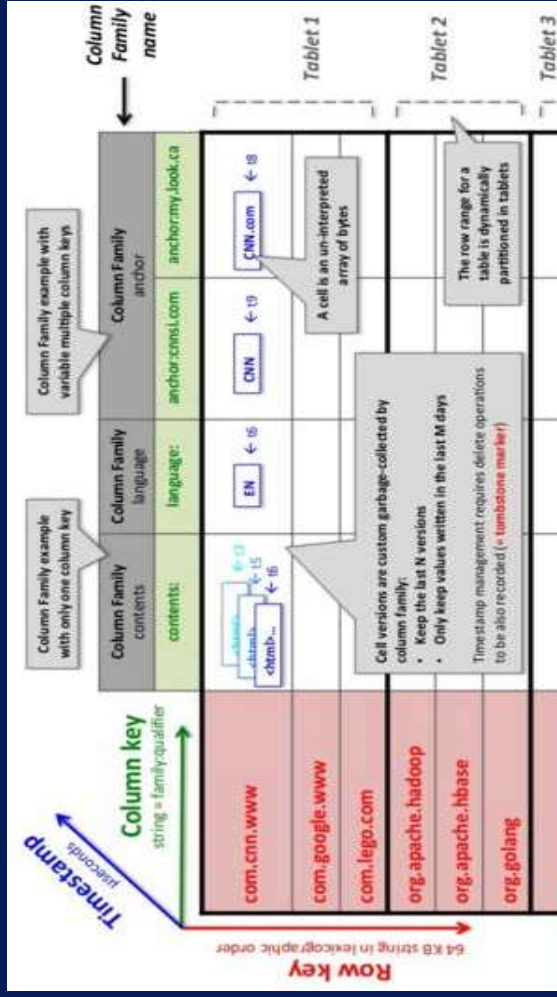 Column
Family
name
Column Family example
with only one column key
Column Family example with
variable multiple column keys
Column Family
contents
Column Family
language
Column Family
anchor
contents:
language:
anchor:cnnsi.com
anchor:my.look.ca
Timestamp
µseconds
Column key
string = family:qualifier
Row key
64 KB string in lexicographic order
com.cnn.www
<html>
← t3
<html>
← t5
<html>...
← t6
EN
← t6
CNN
← t9
CNN.com
← t8
com.google.www
com.lego.com
org.apache.hadoop
org.apache.hbase
org.golang
A cell is an un-interpreted
array of bytes
Cell versions are custom garbage-collected by
column family:
• Keep the last N versions
• Only keep values written in the last M days
Timestamp management requires delete operations
to be also recorded (= tombstone marker)
The row range for a
table is dynamically
partitioned in tablets
Tablet 1
Tablet 2
Tablet 3